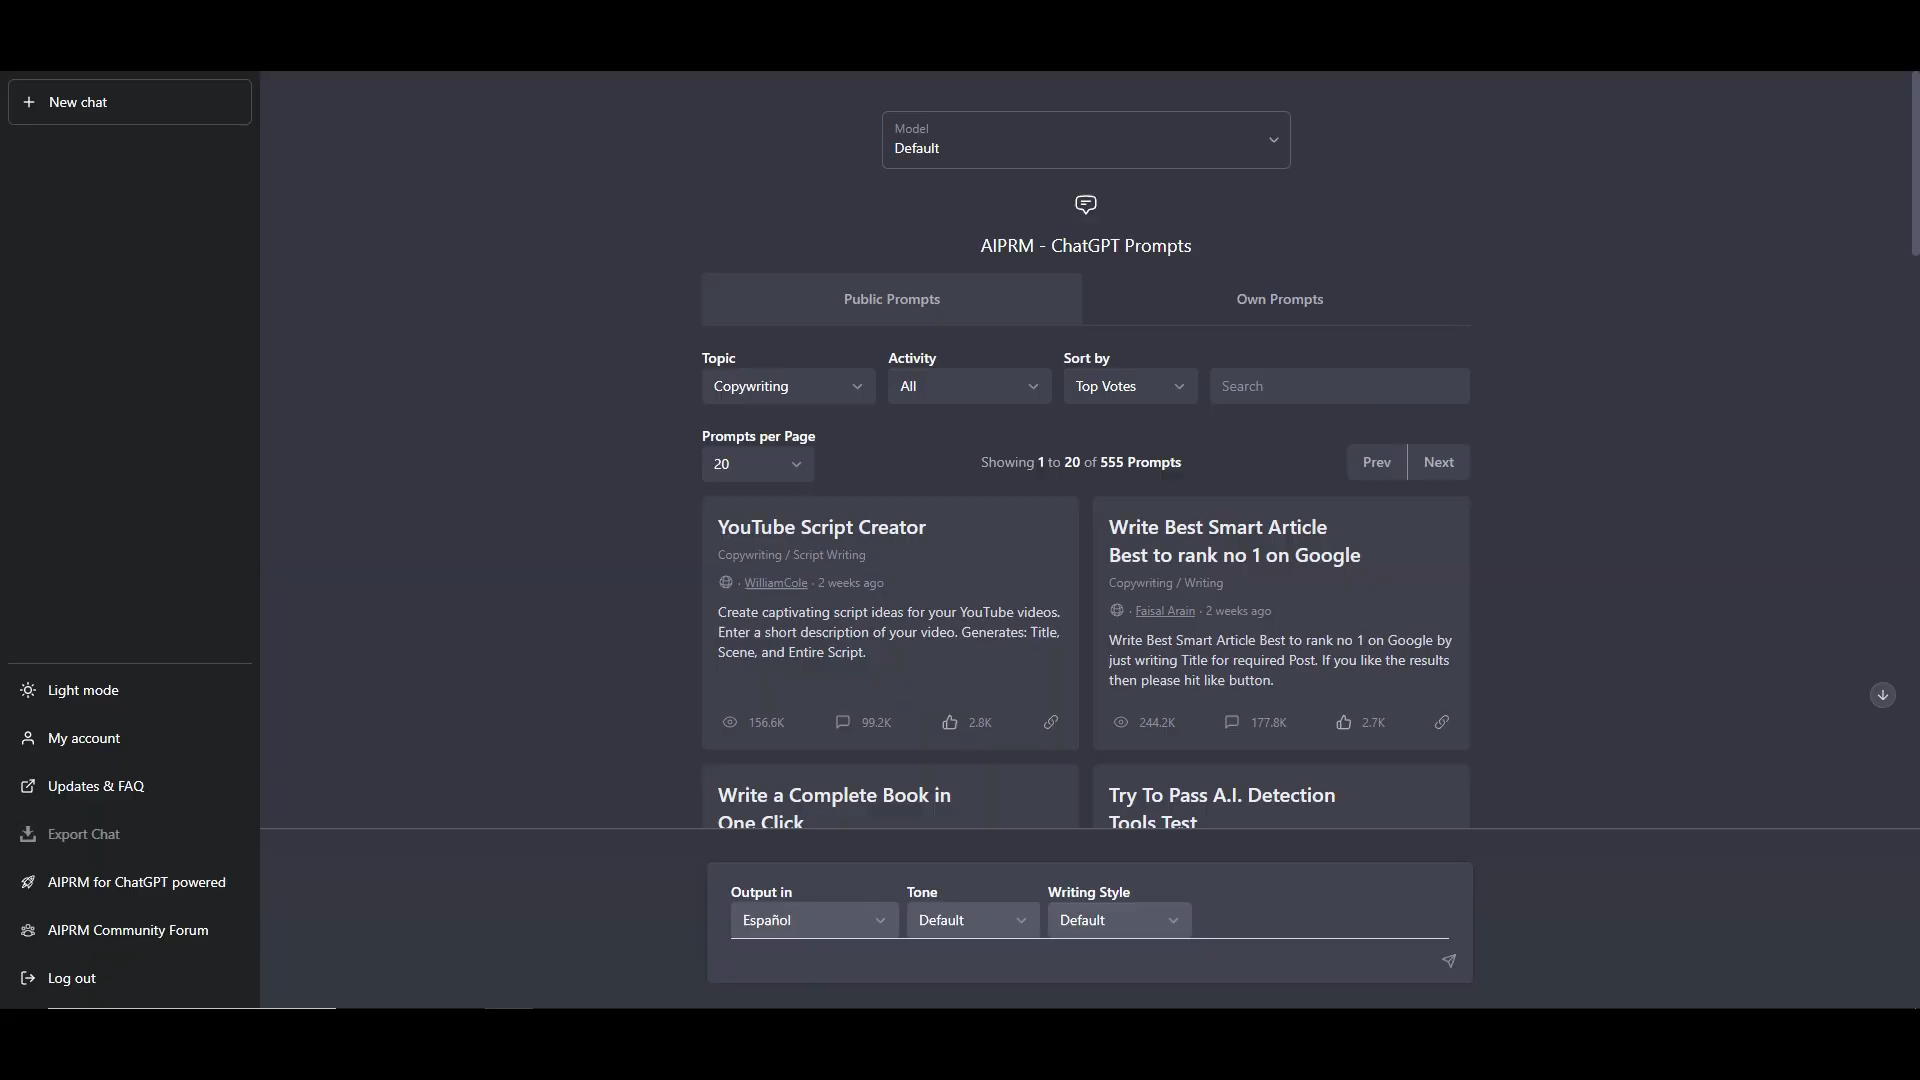 New chat
Model
Default
AIPRM - ChatGPT Prompts
Public Prompts
Own Prompts
Topic
Activity
Sort by
Copywriting
All
Top Votes
Search
Prompts per Page
20
Showing 1 to 20 of 555 Prompts
Prev
Next
YouTube Script Creator
Copywriting / Script Writing
· WilliamCole · 2 weeks ago
Create captivating script ideas for your YouTube videos.
Enter a short description of your video. Generates: Title,
Scene, and Entire Script.
156.6K
99.2K
2.8K
Write Best Smart Article
Best to rank no 1 on Google
Copywriting / Writing
· Faisal Arain · 2 weeks ago
Write Best Smart Article Best to rank no 1 on Google by
just writing Title for required Post. If you like the results
then please hit like button.
244.2K
177.8K
2.7K
Write a Complete Book in
One Click
Try To Pass A.I. Detection
Tools Test
Light mode
My account
Updates & FAQ
Export Chat
AIPRM for ChatGPT powered
AIPRM Community Forum
Log out
Output in
Tone
Writing Style
Español
Default
Default